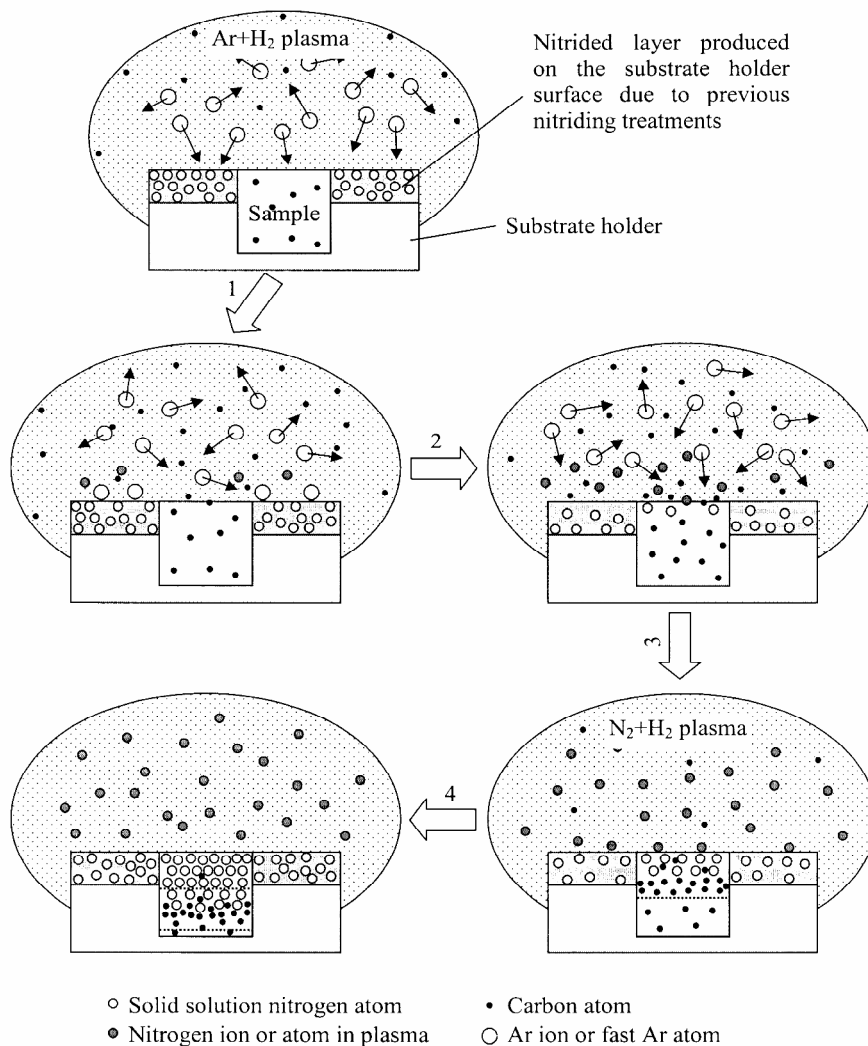 Ar+H₂ plasma
Nitrided layer produced
on the substrate holder
surface due to previous
nitriding treatments
Sample
Substrate holder
1
2
3
N₂+H₂ plasma
4
Solid solution nitrogen atom
Carbon atom
Nitrogen ion or atom in plasma
Ar ion or fast Ar atom